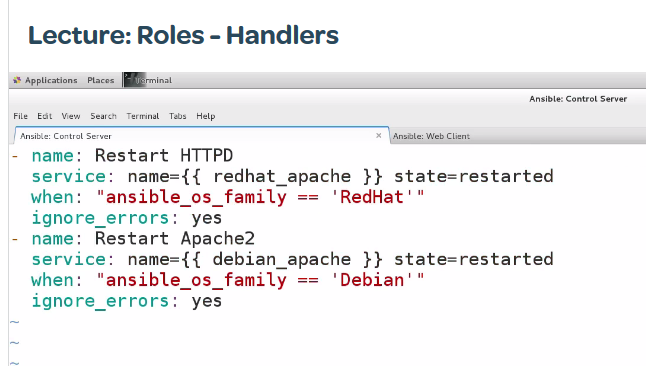 Lecture: Roles - Handlers
Applications Places Terminal
Ansible: Control Server
File Edit View Search Terminal Tabs Help
Ansible: Control Server × Ansible: Web Client
- name: Restart HTTPD
service: name={{ redhat_apache }} state=restarted
when: "ansible_os_family == 'RedHat'"
ignore_errors: yes
- name: Restart Apache2
service: name={{ debian_apache }} state=restarted
when: "ansible_os_family == 'Debian'"
ignore_errors: yes
~
~
~